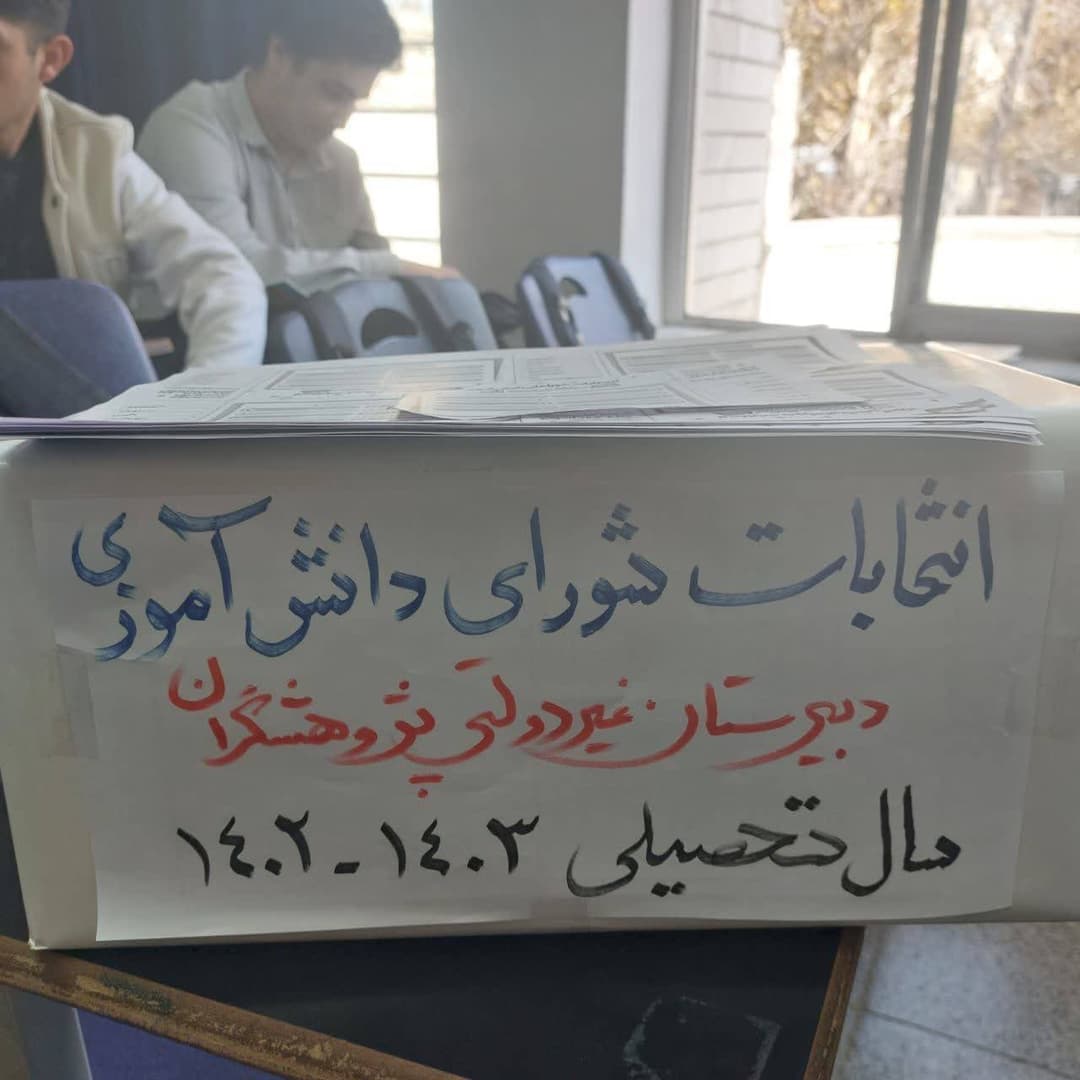 انتخابات شورای دانش آموزی
دبیرستان غیردولتی پژوهشگران
سال تحصیلی ۱۴۰۳-۱۴۰۲